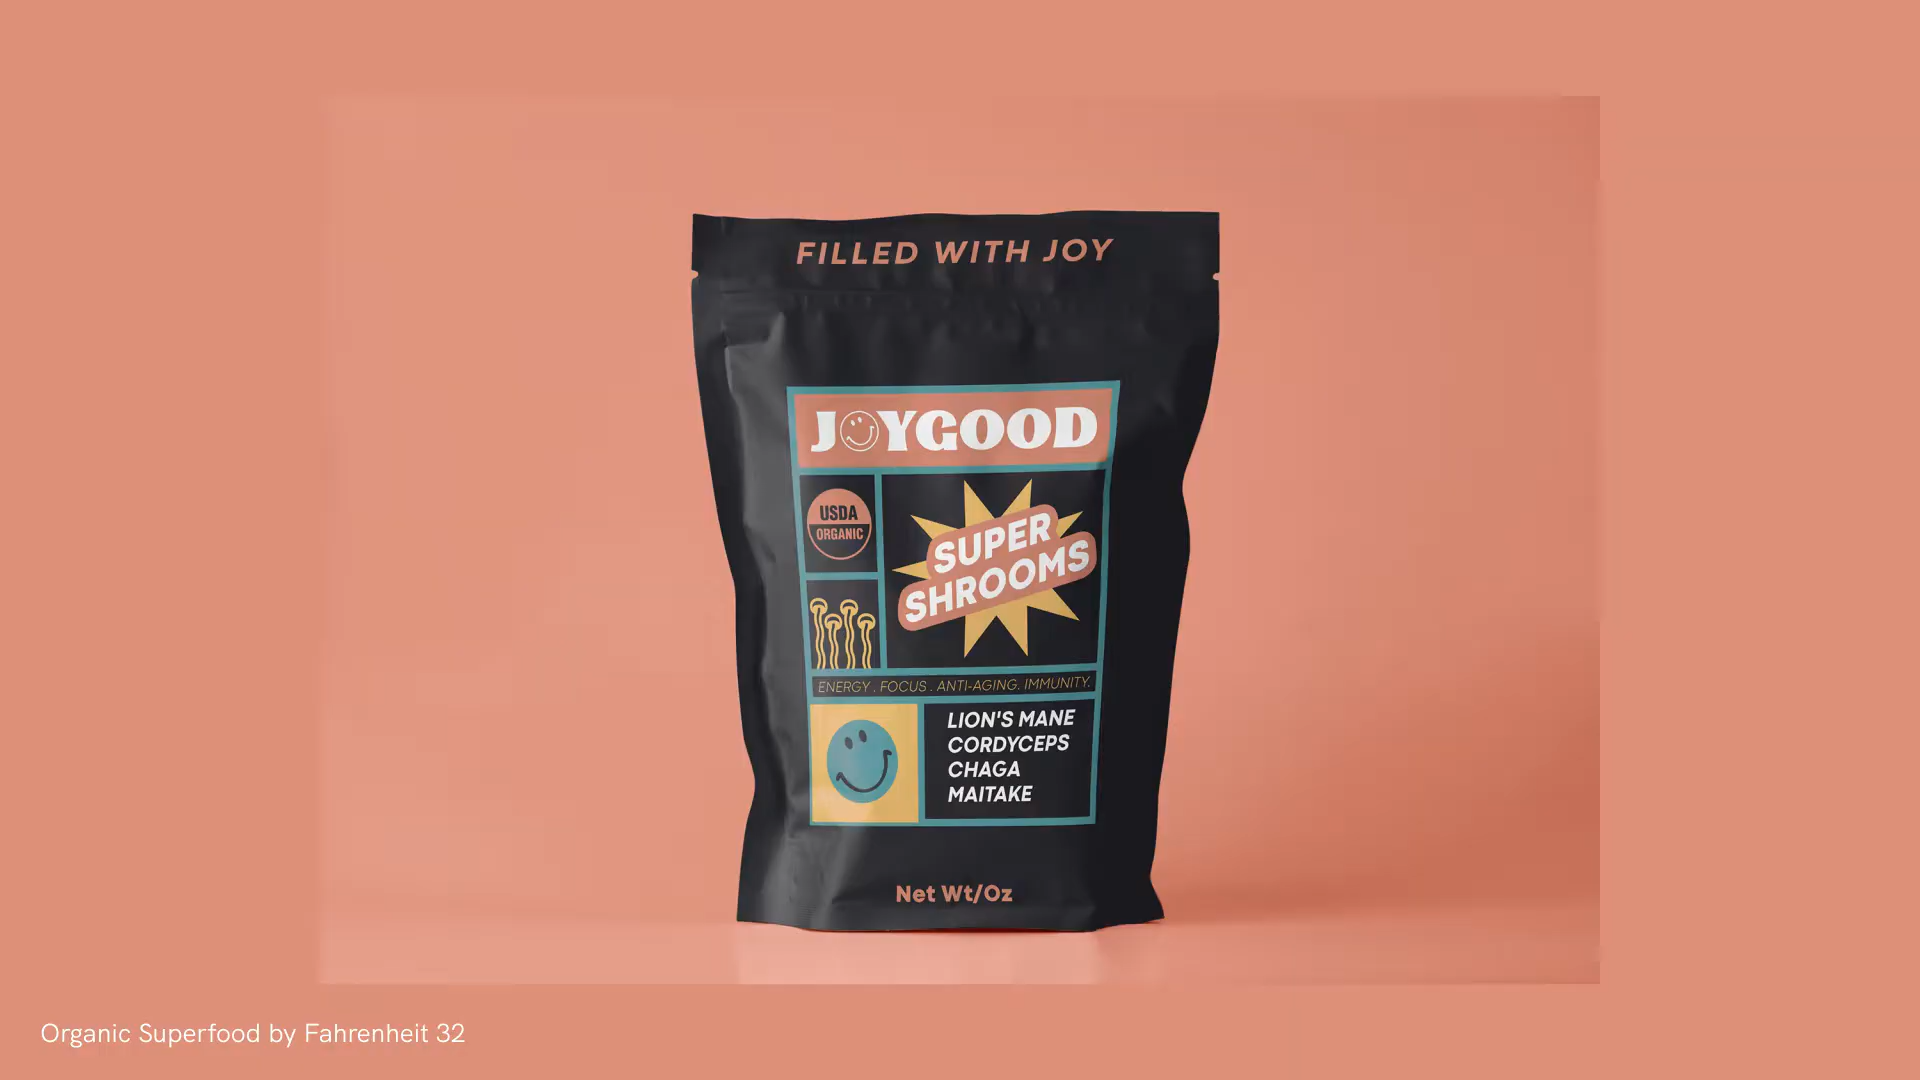 FILLED WITH JOY
JOYGOOD
USDA
ORGANIC
SUPER
SHROOMS
ENERGY . FOCUS . ANTI-AGING. IMMUNITY.
LION'S MANE
CORDYCEPS
CHAGA
MAITAKE
Net Wt/Oz
Organic Superfood by Fahrenheit 32